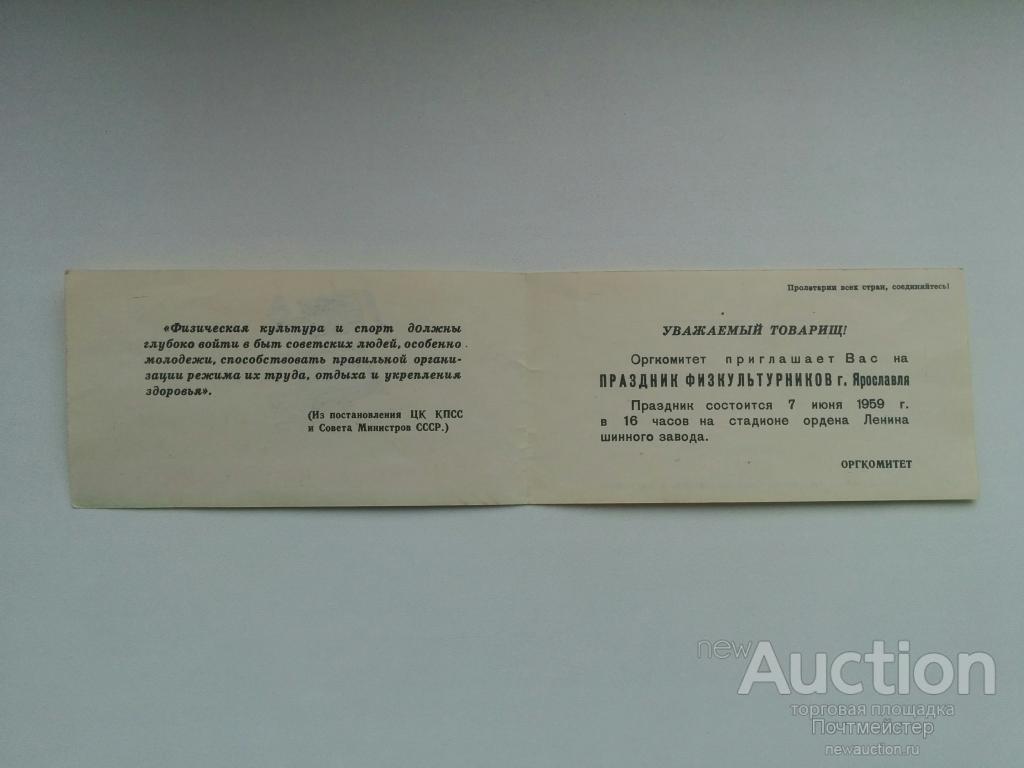 «Физическая культура и спорт должны
глубоко войти в быт советских людей, особенно
молодежи, способствовать правильной органи-
зации режима их труда, отдыха и укрепления
здоровья».
(Из постановления ЦК КПСС
и Совета Министров СССР.)
Пролетарии всех стран, соединяйтесь!
УВАЖАЕМЫЙ ТОВАРИЩ!
Оргкомитет приглашает Вас на
ПРАЗДНИК ФИЗКУЛЬТУРНИКОВ г. Ярославля
Праздник состоится 7 июня 1959 г.
в 16 часов на стадионе ордена Ленина
шинного завода.
ОРГКОМИТЕТ
newAuction
торговая площадка
Почтмейстер
newauction.ru